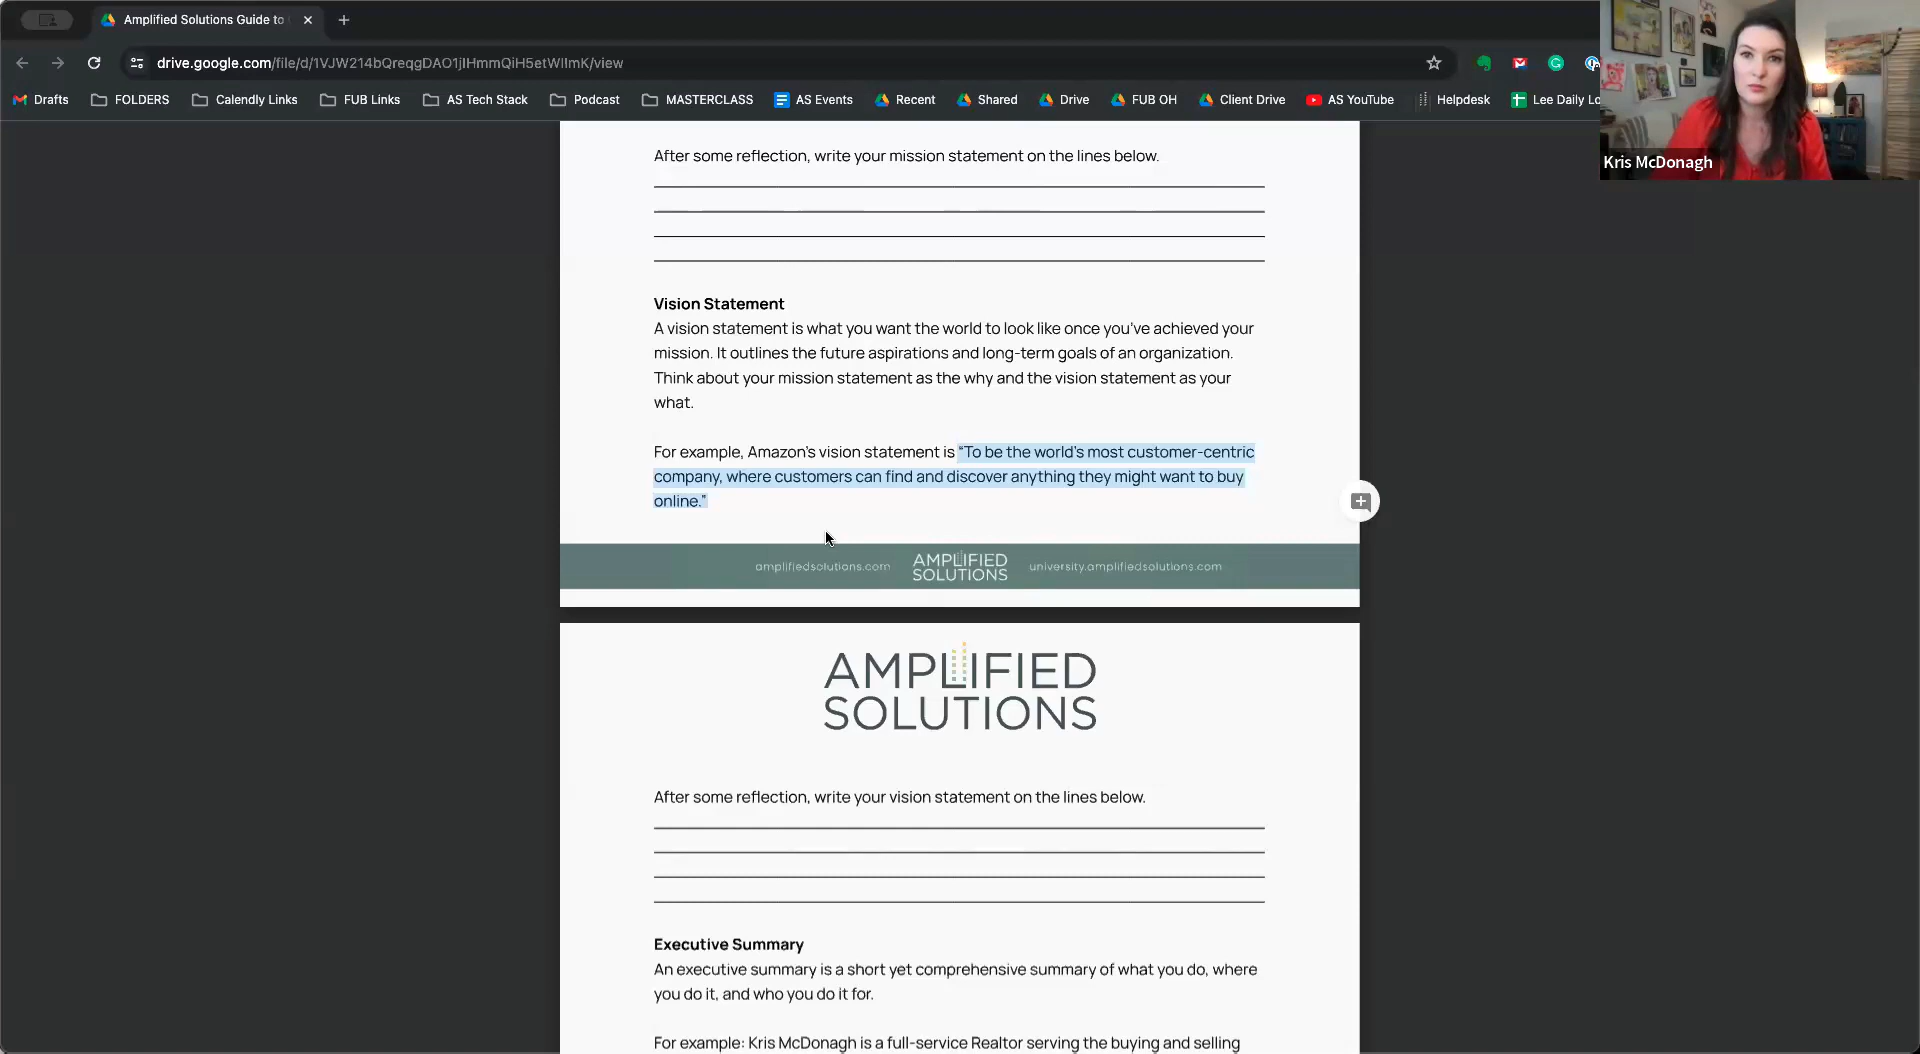 Amplified Solutions Guide to
drive.google.com/file/d/1VJW214bQreqgDAO1jIHmmQiH5etWlImK/view
Drafts FOLDERS Calendly Links FUB Links AS Tech Stack Podcast MASTERCLASS AS Events Recent Shared Drive FUB OH Client Drive AS YouTube Helpdesk Lee Daily Lo
Kris McDonagh
After some reflection, write your mission statement on the lines below.
Vision Statement
A vision statement is what you want the world to look like once you've achieved your
mission. It outlines the future aspirations and long-term goals of an organization.
Think about your mission statement as the why and the vision statement as your
what.
For example, Amazon's vision statement is "To be the world's most customer-centric
company, where customers can find and discover anything they might want to buy
online."
amplifiedsolutions.com AMPLIFIED SOLUTIONS university.amplifiedsolutions.com
AMPLIFIED
SOLUTIONS
After some reflection, write your vision statement on the lines below.
Executive Summary
An executive summary is a short yet comprehensive summary of what you do, where
you do it, and who you do it for.
For example: Kris McDonagh is a full-service Realtor serving the buying and selling